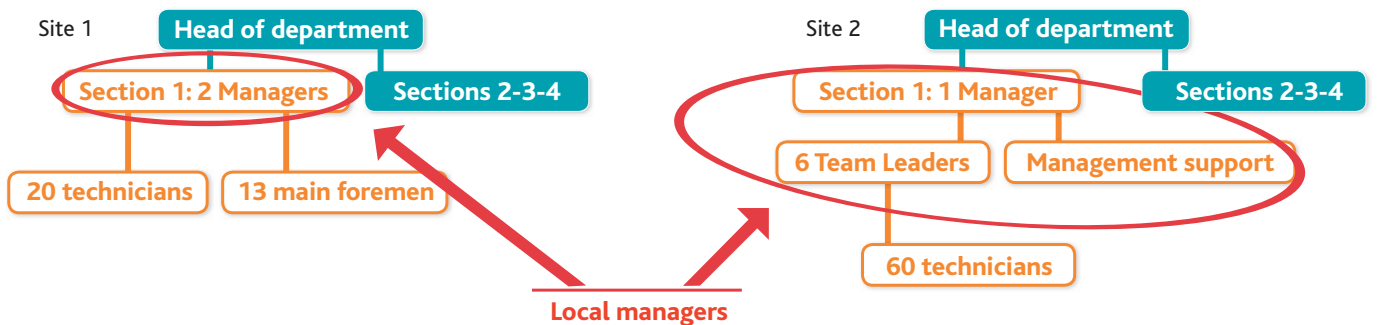 Site 1
Head of department
Section 1: 2 Managers
Sections 2-3-4
20 technicians
13 main foremen
Site 2
Head of department
Section 1: 1 Manager
Sections 2-3-4
6 Team Leaders
Management support
60 technicians
Local managers